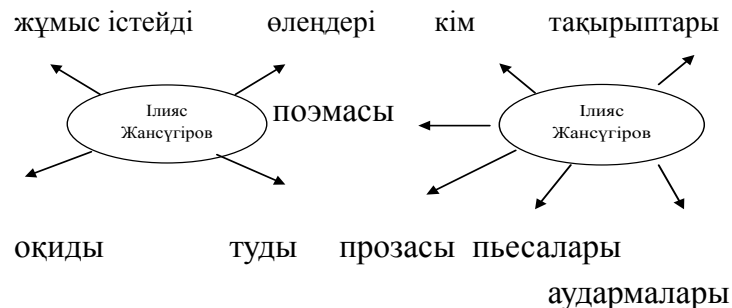 жұмыс істейді өлеңдері кім тақырыптары
Ілияс
Жансүгіров
поэмасы
Ілияс
Жансүгіров
оқиды туды прозасы пьесалары
аудармалары